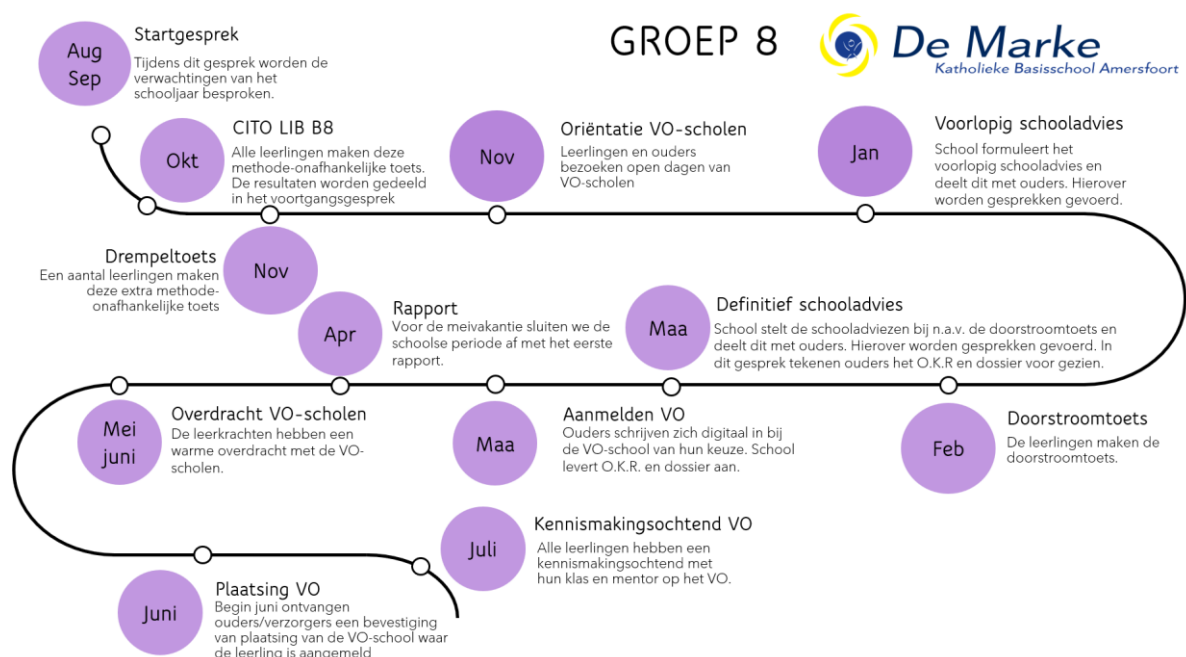 GROEP 8
De Marke
Katholieke Basisschool Amersfoort
Aug
Sep
Startgesprek
Tijdens dit gesprek worden de
verwachtingen van het
schooljaar besproken.
Okt
CITO LIB B8
Alle leerlingen maken deze
methode-onafhankelijke toets.
De resultaten worden gedeeld
in het voortgangsgesprek
Nov
Oriëntatie VO-scholen
Leerlingen en ouders
bezoeken open dagen van
VO-scholen
Jan
Voorlopig schooladvies
School formuleert het
voorlopig schooladvies en
deelt dit met ouders. Hierover
worden gesprekken gevoerd.
Drempeltoets
Een aantal leerlingen maken
deze extra methode-
onafhankelijke toets
Nov
Apr
Rapport
Voor de meivakantie sluiten we de
schoolse periode af met het eerste
rapport.
Maa
Definitief schooladvies
School stelt de schooladviezen bij n.a.v. de doorstroomtoets en
deelt dit met ouders. Hierover worden gesprekken gevoerd. In
dit gesprek tekenen ouders het O.K.R en dossier voor gezien.
Mei
juni
Overdracht VO-scholen
De leerkrachten hebben een
warme overdracht met de VO-
scholen.
Maa
Aanmelden VO
Ouders schrijven zich digitaal in bij
de VO-school van hun keuze. School
levert O.K.R. en dossier aan.
Feb
Doorstroomtoets
De leerlingen maken de
doorstroomtoets.
Juli
Kennismakingsochtend VO
Alle leerlingen hebben een
kennismakingsochtend met
hun klas en mentor op het VO.
Juni
Plaatsing VO
Begin juni ontvangen
ouders/verzorgers een bevestiging
van plaatsing van de VO-school waar
de leerling is aangemeld